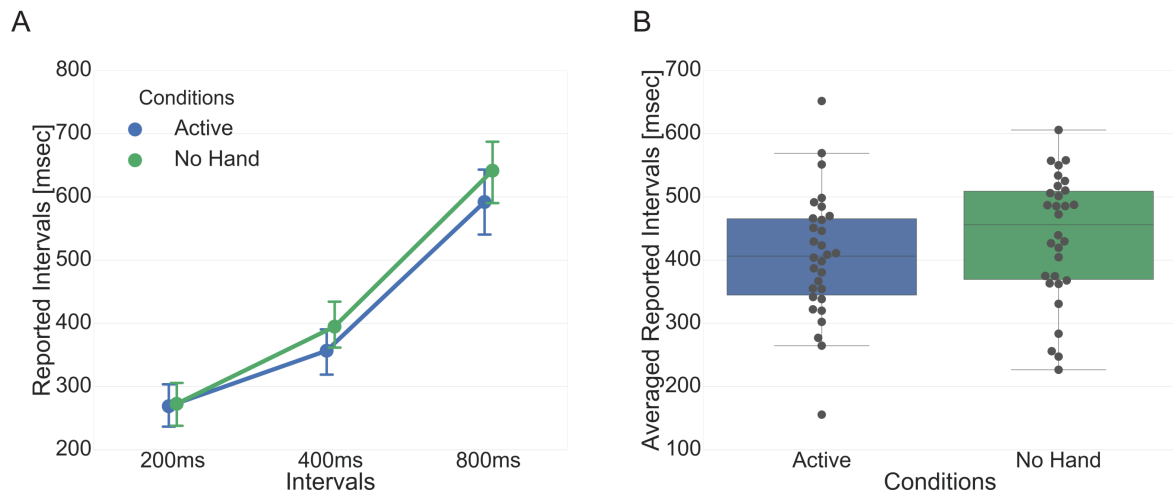 A
Reported Intervals [msec]
800
700
600
500
400
300
200
Conditions
Active
No Hand
200ms
400ms
800ms
Intervals
B
Averaged Reported Intervals [msec]
700
600
500
400
300
200
100
Active
No Hand
Conditions